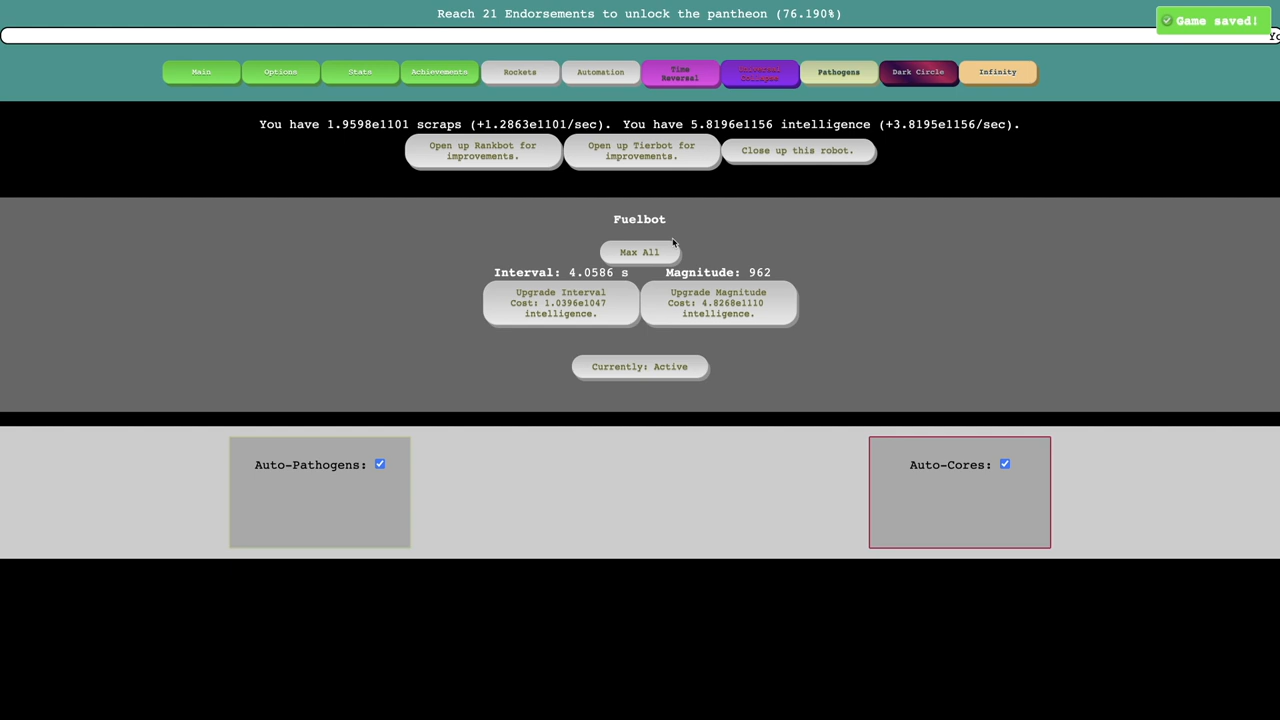 Reach 21 Endorsements to unlock the pantheon (76.190%)
Game saved!
Yo
Main
Options
Stats
Achievements
Rockets
Automation
Time
Reversal
Universal
Collapse
Pathogens
Dark Circle
Infinity
You have 1.9598e1101 scraps (+1.2863e1101/sec). You have 5.8196e1156 intelligence (+3.8195e1156/sec).
Open up Rankbot for
improvements.
Open up Tierbot for
improvements.
Close up this robot.
Fuelbot
Max All
Interval: 4.0586 s
Magnitude: 962
Upgrade Interval
Cost: 1.0396e1047
intelligence.
Upgrade Magnitude
Cost: 4.8268e1110
intelligence.
Currently: Active
Auto-Pathogens:
Auto-Cores: